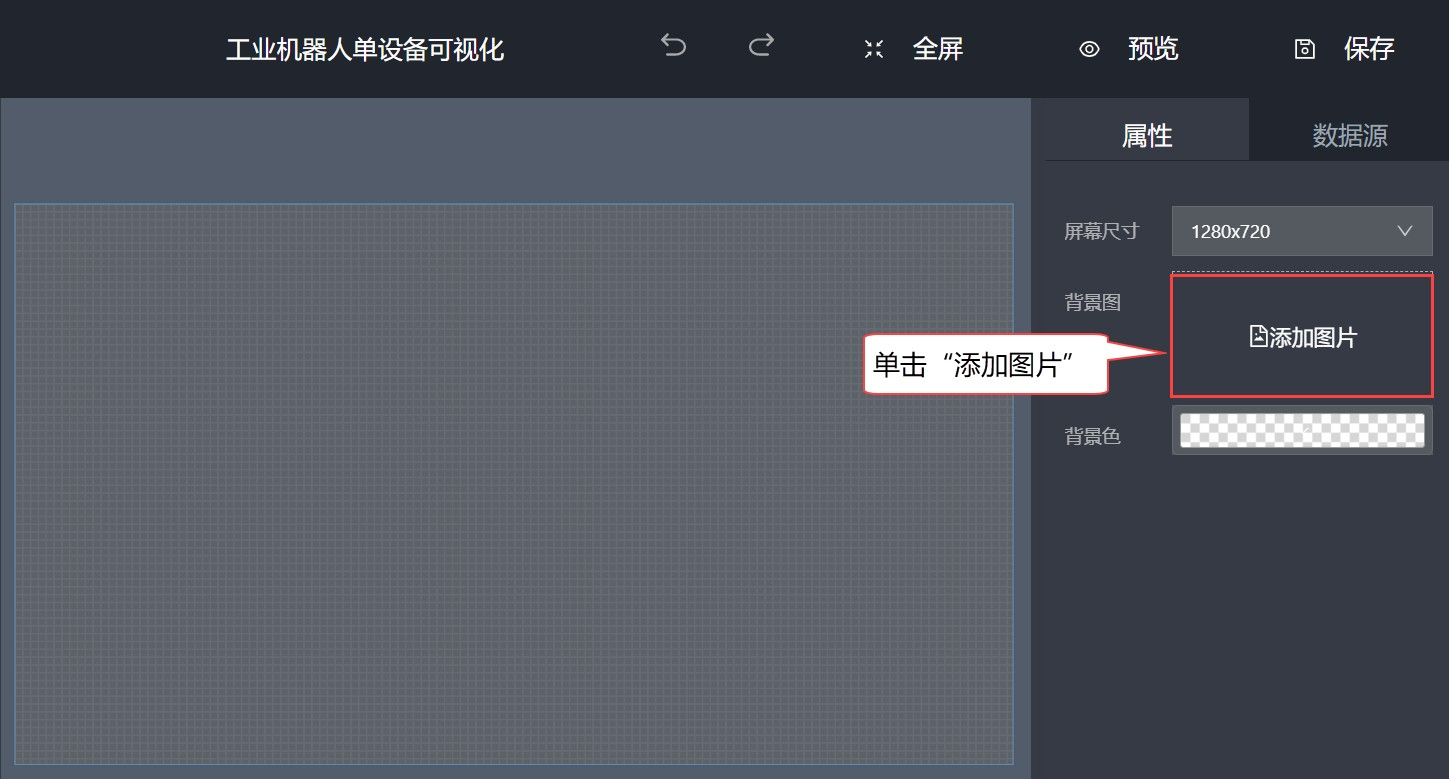 工业机器人单设备可视化
全屏
预览
保存
属性
数据源
屏幕尺寸
1280x720
背景图
添加图片
单击“添加图片”
背景色